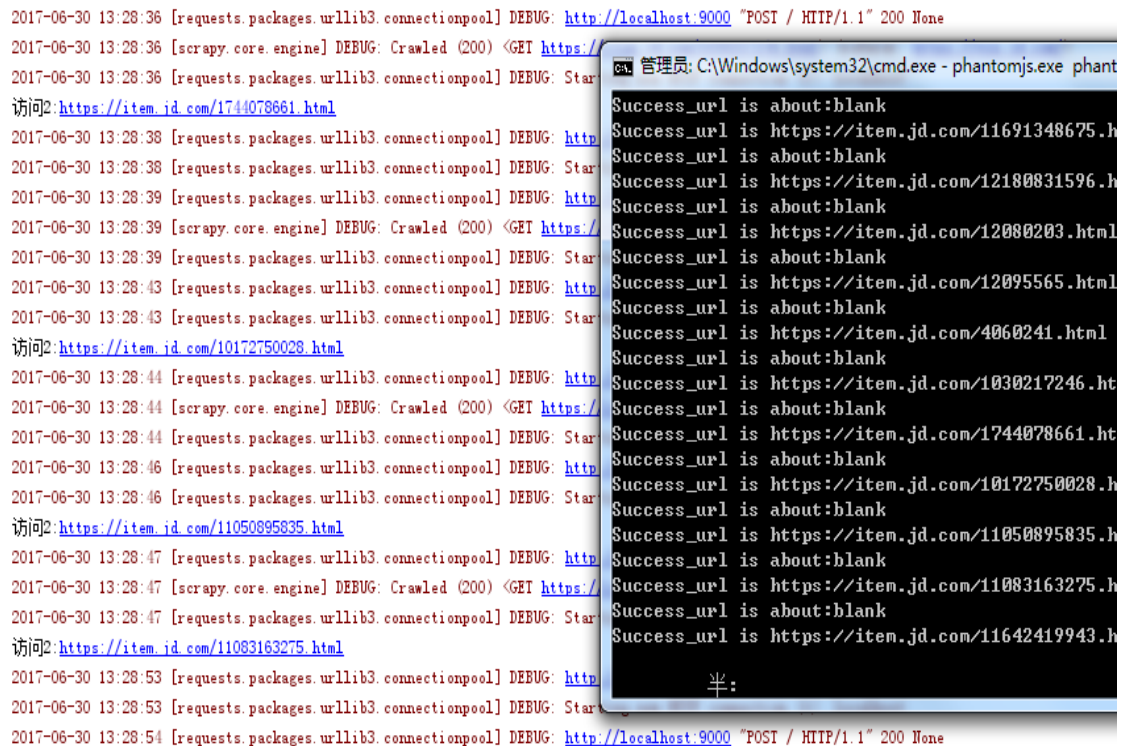 2017-06-30 13:28:36 [requests.packages.urllib3.connectionpool] DEBUG: http://localhost:9000 "POST / HTTP/1.1" 200 None
2017-06-30 13:28:36 [scrapy.core.engine] DEBUG: Crawled (200) <GET https://
2017-06-30 13:28:36 [requests.packages.urllib3.connectionpool] DEBUG: Star
访问2:https://item.jd.com/1744078661.html
2017-06-30 13:28:38 [requests.packages.urllib3.connectionpool] DEBUG: http
2017-06-30 13:28:38 [requests.packages.urllib3.connectionpool] DEBUG: Star
2017-06-30 13:28:39 [requests.packages.urllib3.connectionpool] DEBUG: http
2017-06-30 13:28:39 [scrapy.core.engine] DEBUG: Crawled (200) <GET https://
2017-06-30 13:28:39 [requests.packages.urllib3.connectionpool] DEBUG: Star
2017-06-30 13:28:43 [requests.packages.urllib3.connectionpool] DEBUG: http
2017-06-30 13:28:43 [requests.packages.urllib3.connectionpool] DEBUG: Star
访问2:https://item.jd.com/10172750028.html
2017-06-30 13:28:44 [requests.packages.urllib3.connectionpool] DEBUG: http
2017-06-30 13:28:44 [scrapy.core.engine] DEBUG: Crawled (200) <GET https://
2017-06-30 13:28:44 [requests.packages.urllib3.connectionpool] DEBUG: Star
2017-06-30 13:28:46 [requests.packages.urllib3.connectionpool] DEBUG: http
2017-06-30 13:28:46 [requests.packages.urllib3.connectionpool] DEBUG: Star
访问2:https://item.jd.com/11050895835.html
2017-06-30 13:28:47 [requests.packages.urllib3.connectionpool] DEBUG: http
2017-06-30 13:28:47 [scrapy.core.engine] DEBUG: Crawled (200) <GET https://
2017-06-30 13:28:47 [requests.packages.urllib3.connectionpool] DEBUG: Star
访问2:https://item.jd.com/11083163275.html
2017-06-30 13:28:53 [requests.packages.urllib3.connectionpool] DEBUG: http
2017-06-30 13:28:53 [requests.packages.urllib3.connectionpool] DEBUG: Star
2017-06-30 13:28:54 [requests.packages.urllib3.connectionpool] DEBUG: http://localhost:9000 "POST / HTTP/1.1" 200 None
管理员: C:\Windows\system32\cmd.exe - phantomjs.exe phant
Success_url is about:blank
Success_url is https://item.jd.com/11691348675.h
Success_url is about:blank
Success_url is https://item.jd.com/12180831596.h
Success_url is about:blank
Success_url is https://item.jd.com/12080203.html
Success_url is about:blank
Success_url is https://item.jd.com/12095565.html
Success_url is about:blank
Success_url is https://item.jd.com/4060241.html
Success_url is about:blank
Success_url is https://item.jd.com/1030217246.ht
Success_url is about:blank
Success_url is https://item.jd.com/1744078661.ht
Success_url is about:blank
Success_url is https://item.jd.com/10172750028.h
Success_url is about:blank
Success_url is https://item.jd.com/11050895835.h
Success_url is about:blank
Success_url is https://item.jd.com/11083163275.h
Success_url is about:blank
Success_url is https://item.jd.com/11642419943.h
半: